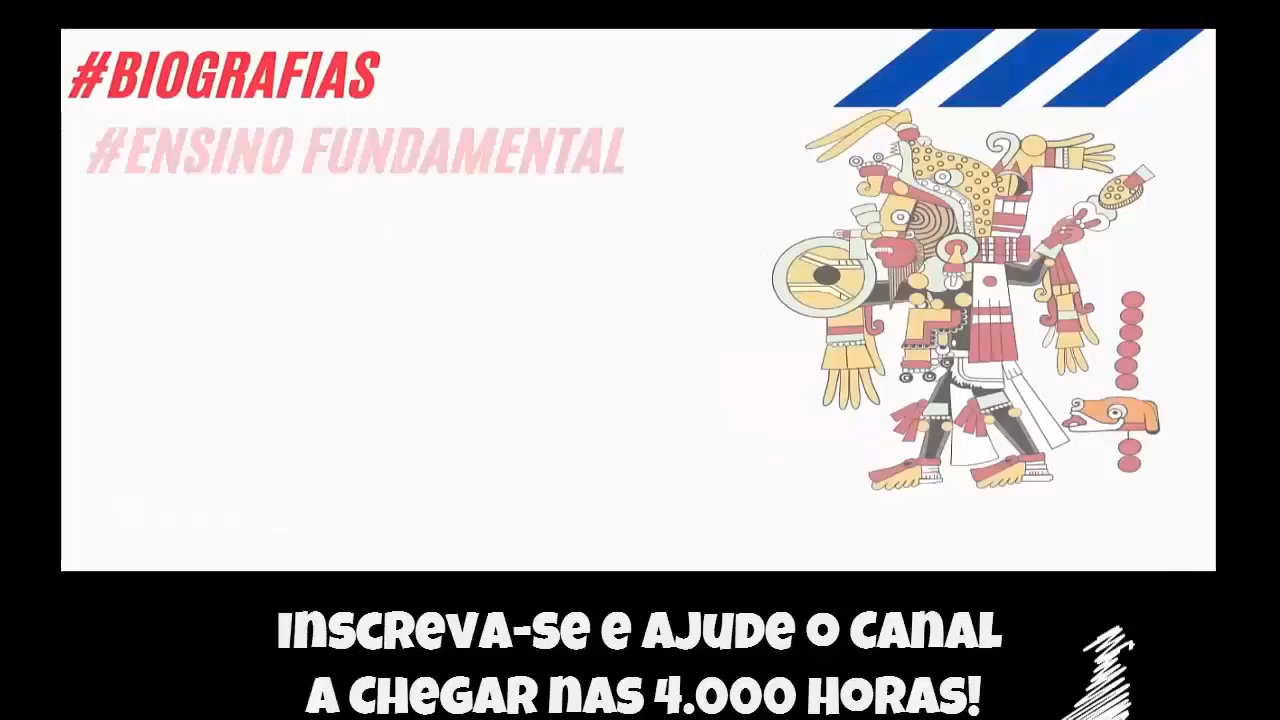 #BIOGRAFIAS
#ENSINO FUNDAMENTAL
INSCREVA-SE E AJUDE O CANAL
A CHEGAR NAS 4.000 HORAS!